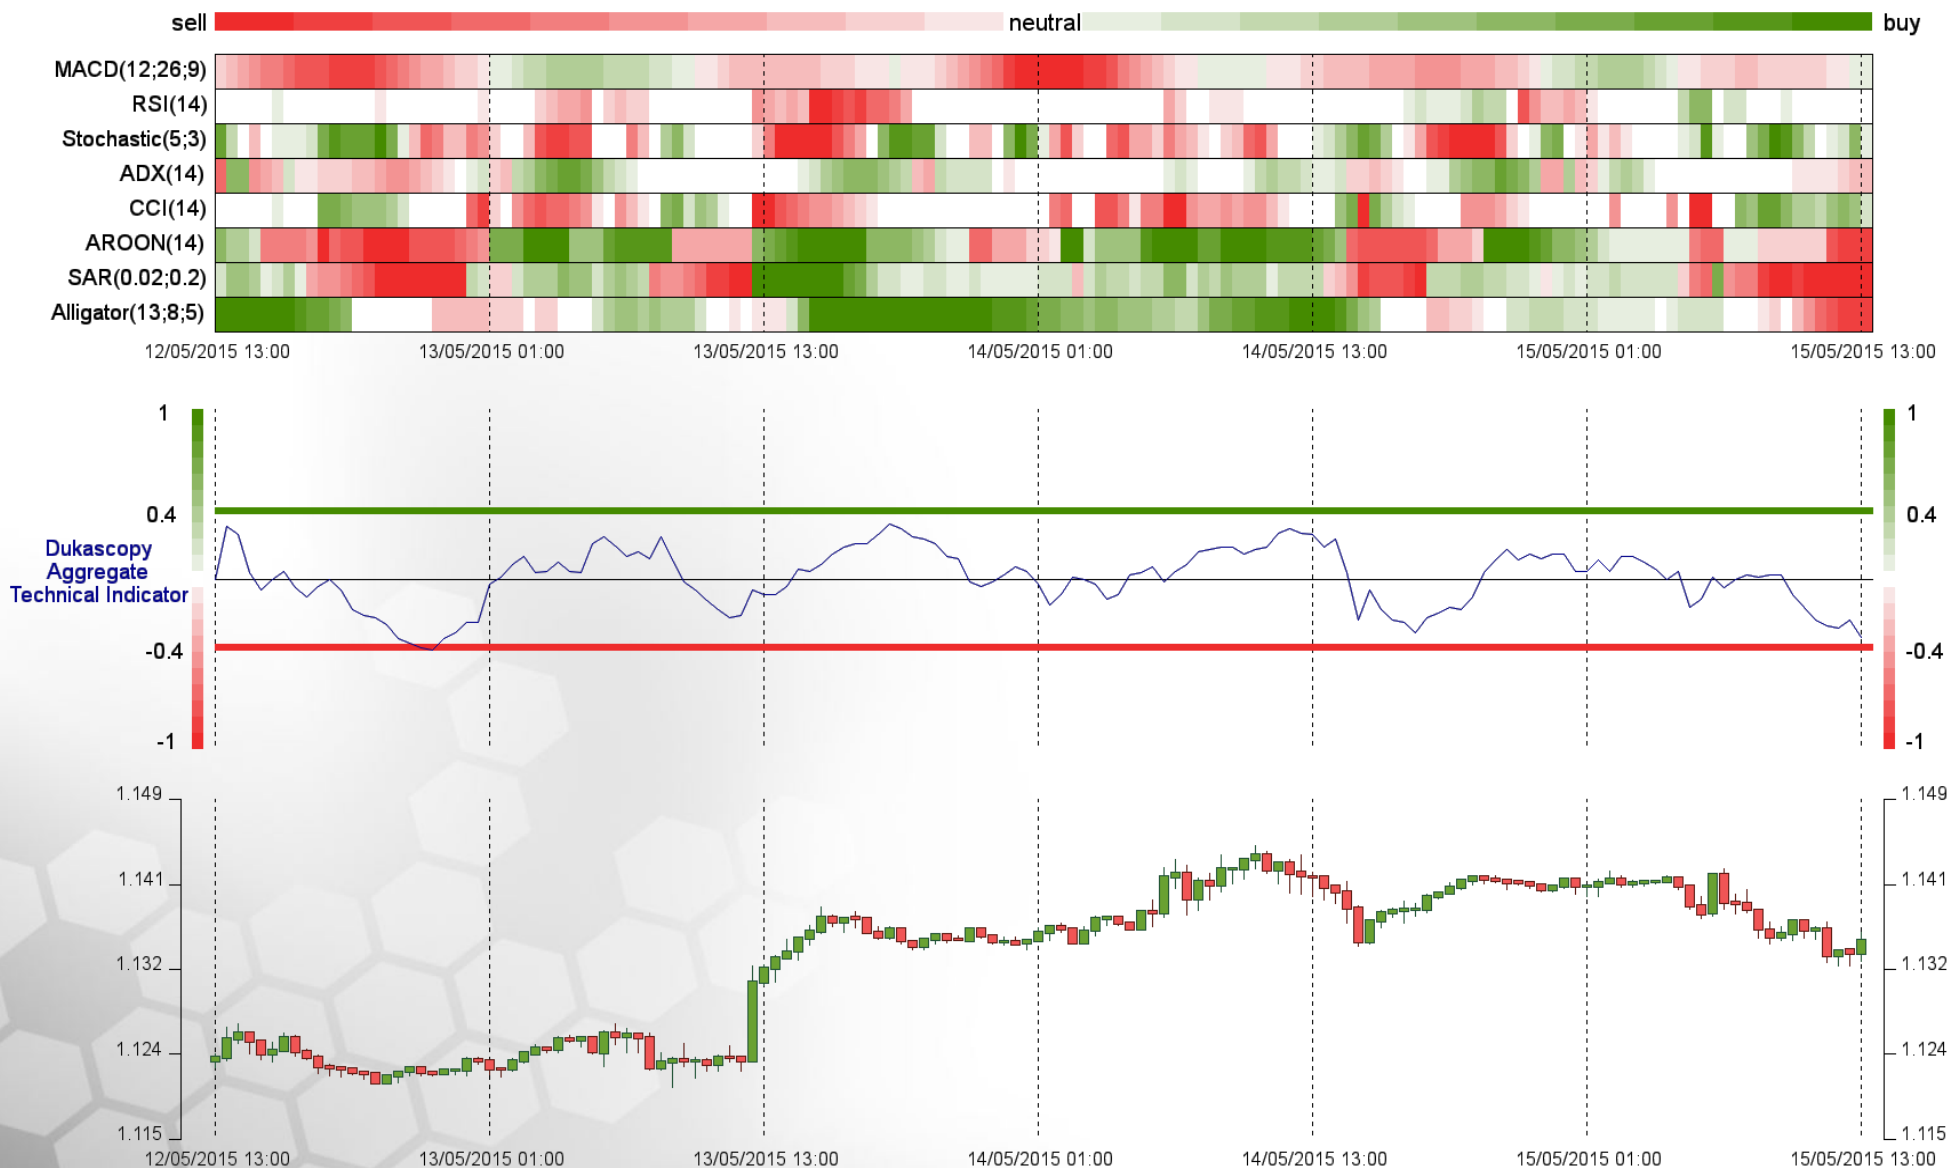 sell neutral buy
MACD(12;26;9)
RSI(14)
Stochastic(5;3)
ADX(14)
CCI(14)
AROON(14)
SAR(0.02;0.2)
Alligator(13;8;5)
12/05/2015 13:00 13/05/2015 01:00 13/05/2015 13:00 14/05/2015 01:00 14/05/2015 13:00 15/05/2015 01:00 15/05/2015 13:00
1 1
0.4 0.4
Dukascopy
Aggregate
Technical Indicator
-0.4 -0.4
-1 -1
1.149 1.149
1.141 1.141
1.132 1.132
1.124 1.124
1.115 1.115
12/05/2015 13:00 13/05/2015 01:00 13/05/2015 13:00 14/05/2015 01:00 14/05/2015 13:00 15/05/2015 01:00 15/05/2015 13:00